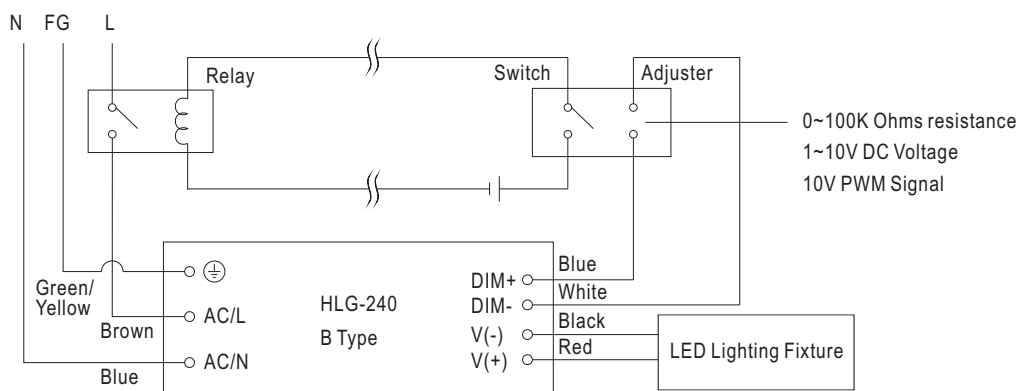 N FG L
Relay
Switch
Adjuster
0~100K Ohms resistance
1~10V DC Voltage
10V PWM Signal
Green/
Yellow
Brown
Blue
AC/L
AC/N
HLG-240
B Type
DIM+
DIM-
V(-)
V(+)
Blue
White
Black
Red
LED Lighting Fixture